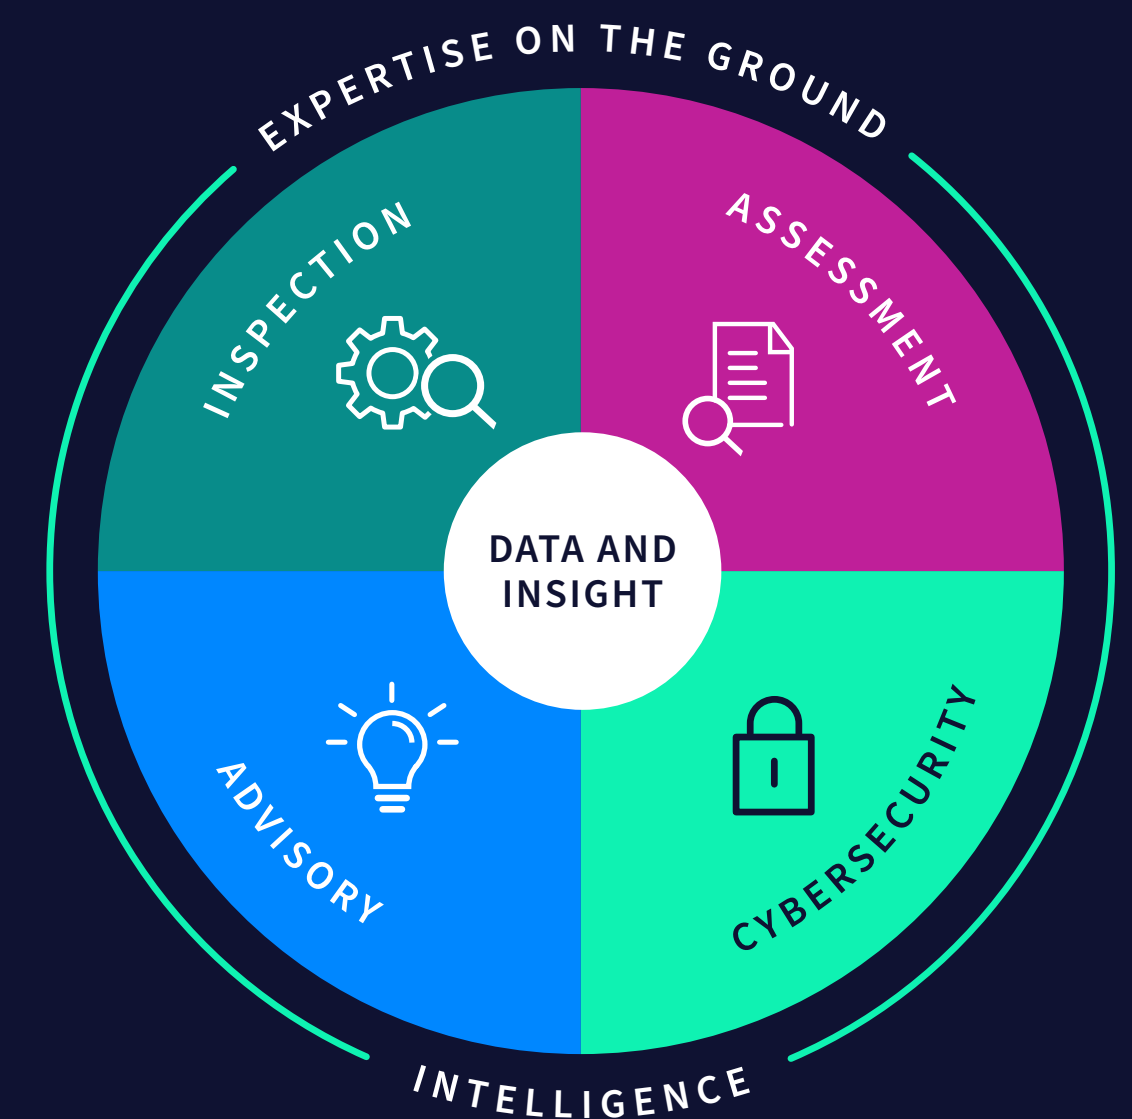 EXPERTISE ON THE GROUND
INSPECTION
ASSESSMENT
DATA AND
INSIGHT
ADVISORY
CYBERSECURITY
INTELLIGENCE